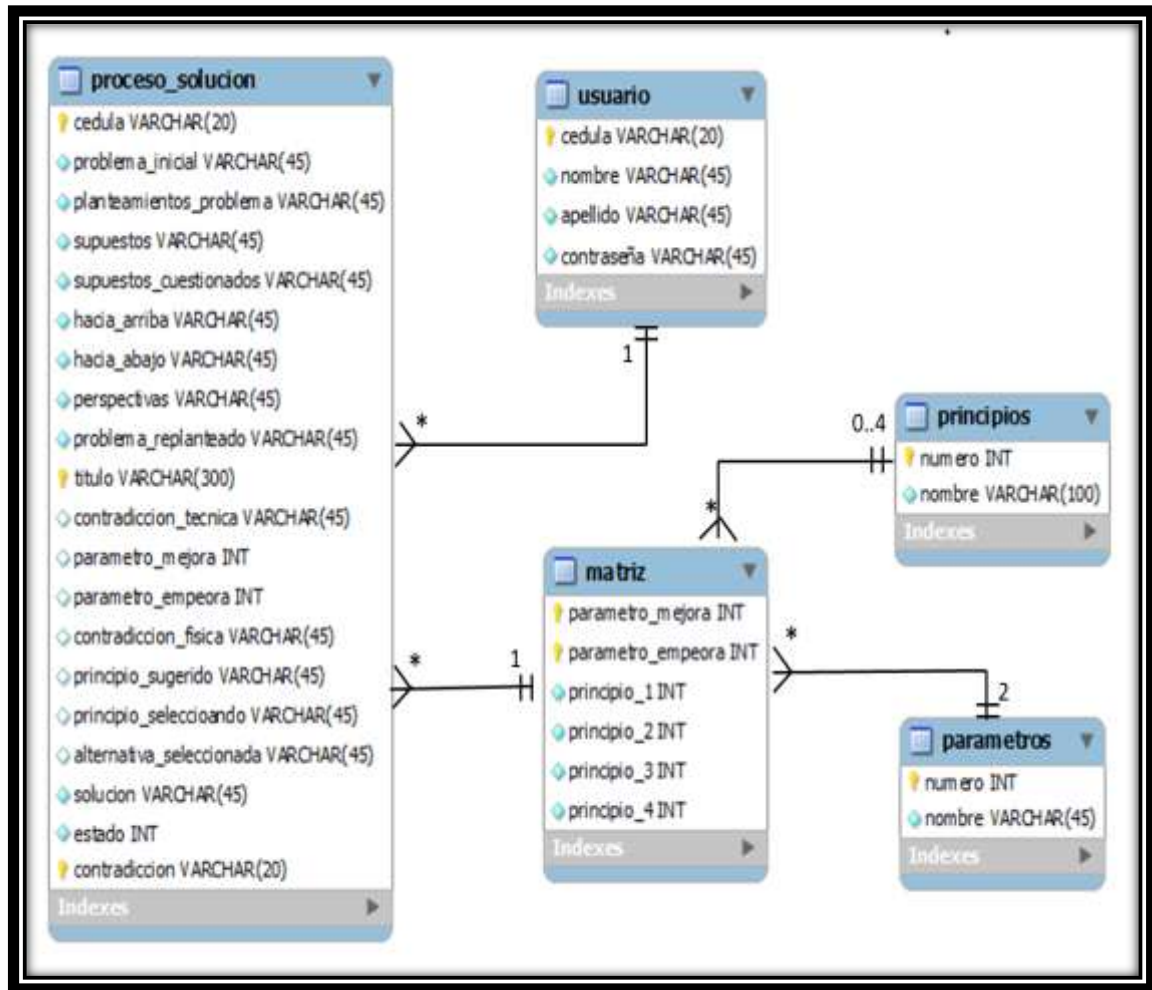 proceso_solucion
cedula VARCHAR(20)
problema_inicial VARCHAR(45)
planteamientos_problema VARCHAR(45)
supuestos VARCHAR(45)
supuestos_cuestionados VARCHAR(45)
hacia_arriba VARCHAR(45)
hacia_abajo VARCHAR(45)
perspectivas VARCHAR(45)
problema_replanteado VARCHAR(45)
titulo VARCHAR(300)
contradiccion_tecnica VARCHAR(45)
parametro_mejora INT
parametro_empeora INT
contradiccion_fisica VARCHAR(45)
principio_sugerido VARCHAR(45)
principio_seleccioando VARCHAR(45)
alternativa_seleccionada VARCHAR(45)
solucion VARCHAR(45)
estado INT
contradiccion VARCHAR(20)
Indexes
usuario
cedula VARCHAR(20)
nombre VARCHAR(45)
apellido VARCHAR(45)
contraseña VARCHAR(45)
Indexes
1
*
principios
numero INT
nombre VARCHAR(100)
Indexes
0..4
*
matriz
parametro_mejora INT
parametro_empeora INT
principio_1 INT
principio_2 INT
principio_3 INT
principio_4 INT
Indexes
*
1
*
2
parametros
numero INT
nombre VARCHAR(45)
Indexes